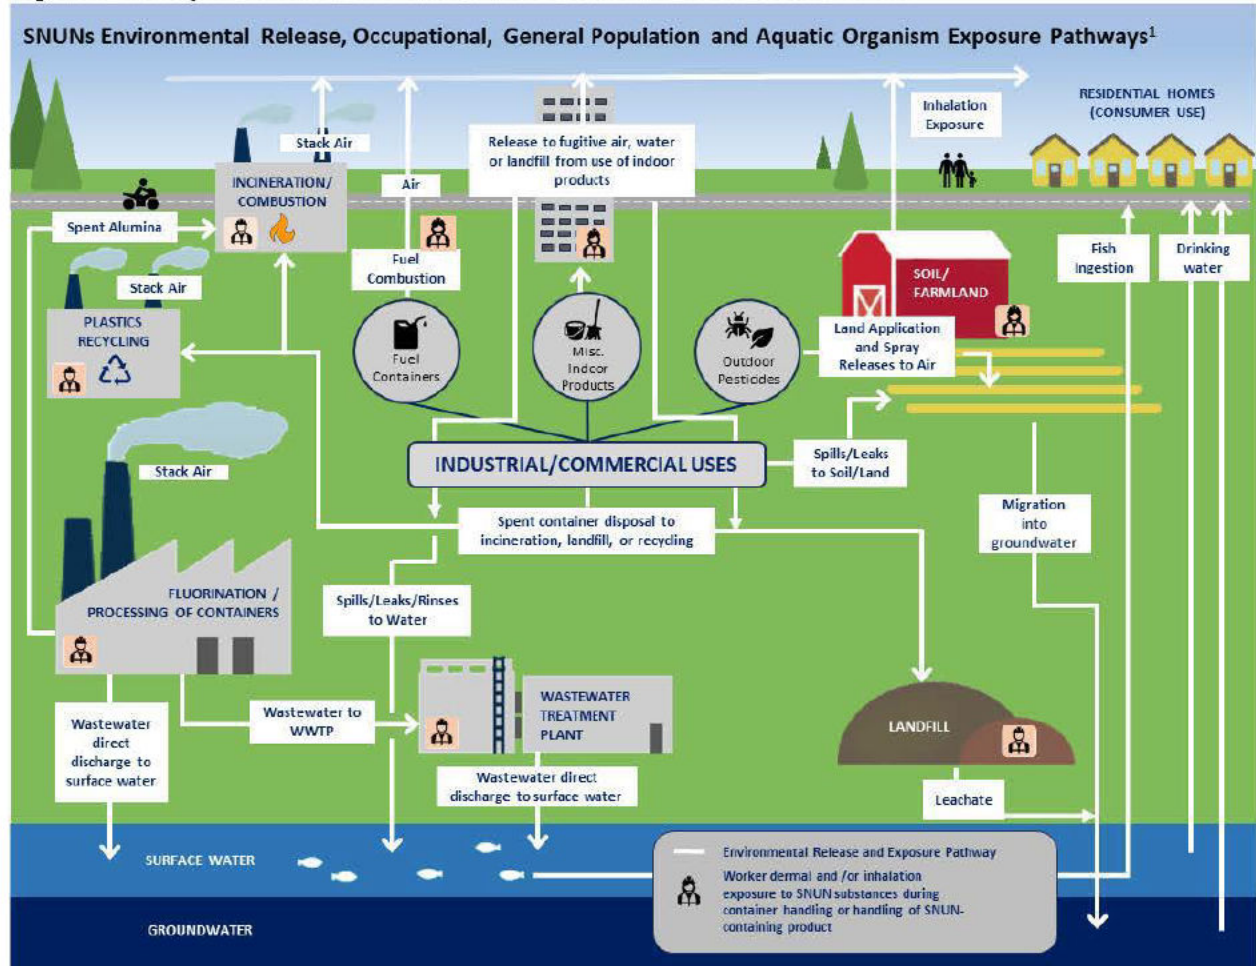 SNUNs Environmental Release, Occupational, General Population and Aquatic Organism Exposure Pathways¹
RESIDENTIAL HOMES
(CONSUMER USE)
Inhalation
Exposure
Stack Air
Release to fugitive air, water
or landfill from use of indoor
products
INCINERATION/
COMBUSTION
Air
Spent Alumina
Fuel
Combustion
Fish
Ingestion
Drinking
water
Stack Air
SOIL/
FARMLAND
PLASTICS
RECYCLING
Fuel
Containers
Misc.
Indoor
Products
Outdoor
Pesticides
Land Application
and Spray
Releases to Air
Stack Air
INDUSTRIAL/COMMERCIAL USES
Spills/Leaks
to Soil/Land
Migration
into
groundwater
Spent container disposal to
incineration, landfill, or recycling
FLUORINATION /
PROCESSING OF CONTAINERS
Spills/Leaks/Rinses
to Water
Wastewater
direct
discharge to
surface water
Wastewater to
WWTP
WASTEWATER
TREATMENT
PLANT
LANDFILL
Wastewater direct
discharge to surface water
Leachate
SURFACE WATER
Environmental Release and Exposure Pathway
Worker dermal and /or inhalation
exposure to SNUN substances during
container handling or handling of SNUN-
containing product
GROUNDWATER